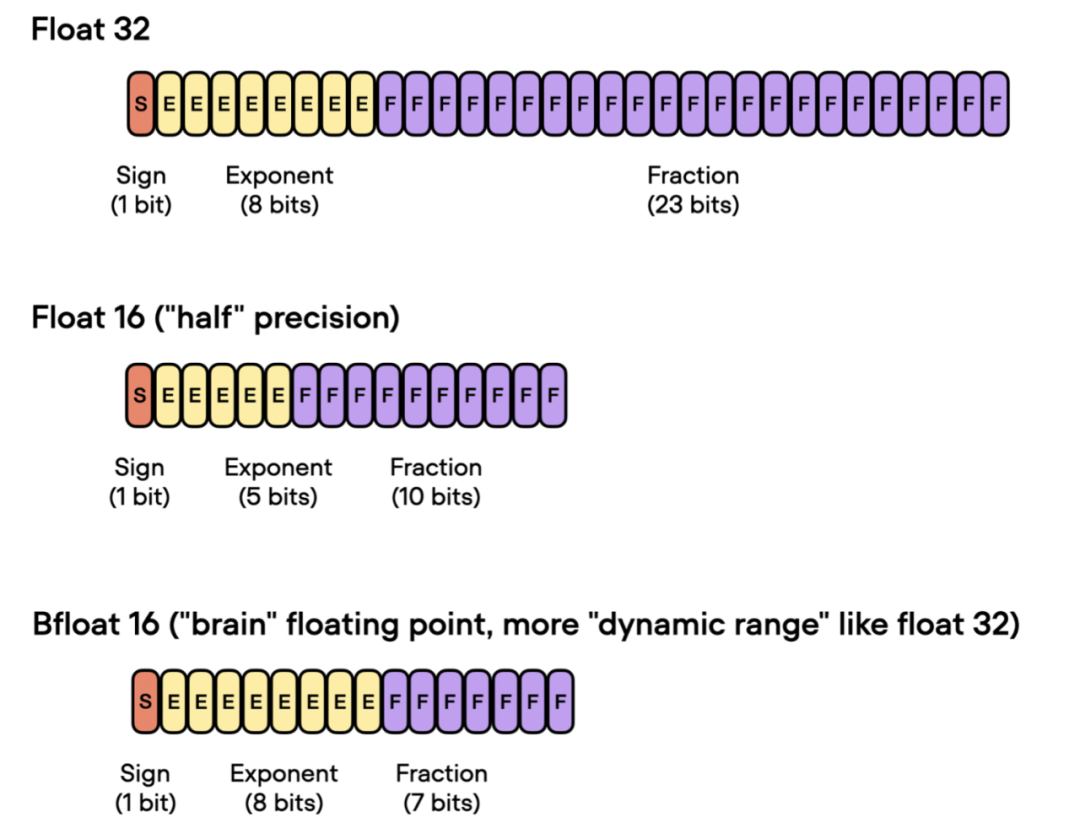 Float 32
S E E E E E E E E F F F F F F F F F F F F F F F F F F F F F F F
Sign Exponent Fraction
(1 bit) (8 bits) (23 bits)
Float 16 ("half" precision)
S E E E E E F F F F F F F F F F
Sign Exponent Fraction
(1 bit) (5 bits) (10 bits)
Bfloat 16 ("brain" floating point, more "dynamic range" like float 32)
S E E E E E E E E F F F F F F F
Sign Exponent Fraction
(1 bit) (8 bits) (7 bits)